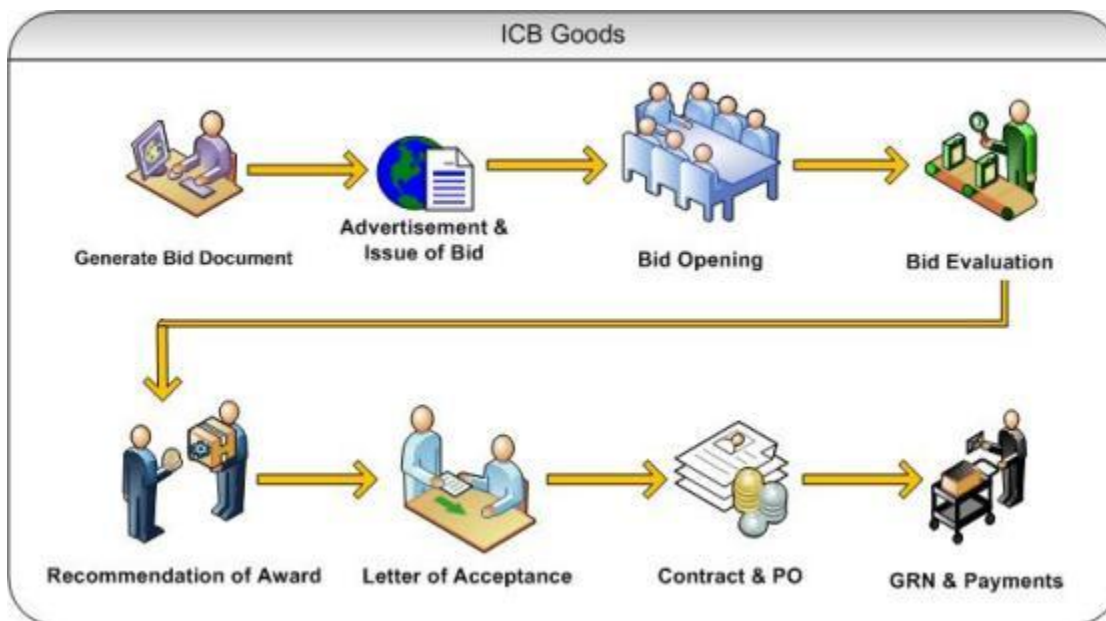 ICB Goods
Generate Bid Document
Advertisement &
Issue of Bid
Bid Opening
Bid Evaluation
Recommendation of Award
Letter of Acceptance
Contract & PO
GRN & Payments